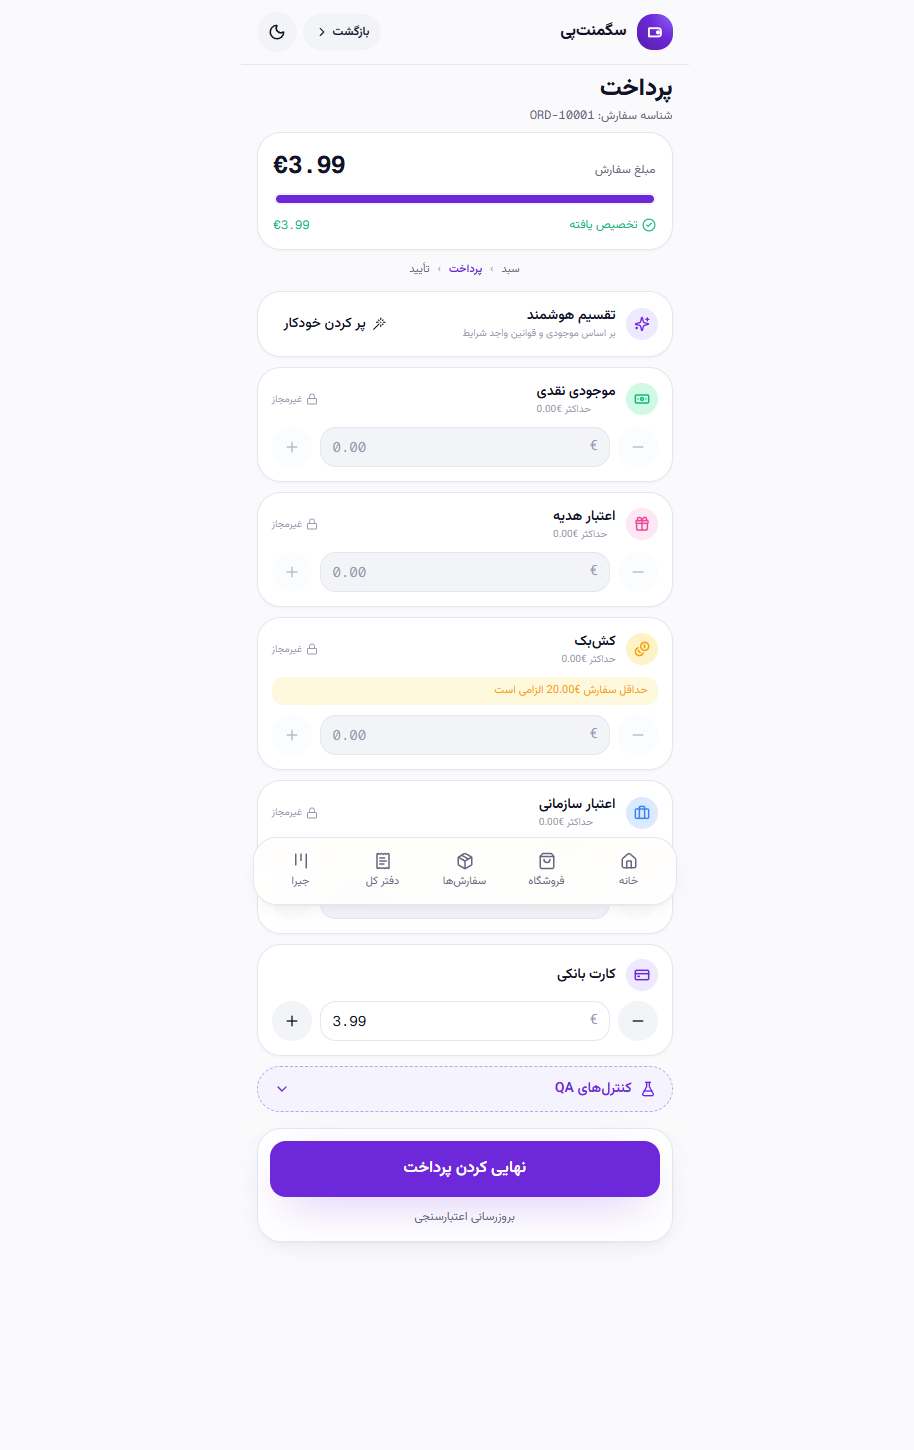 سگمنت‌پی
بازگشت
پرداخت
شناسه سفارش: ORD-10001
مبلغ سفارش
€3.99
تخصیص یافته
€3.99
سبد › پرداخت › تأیید
تقسیم هوشمند
بر اساس موجودی و قوانین واجد شرایط
پر کردن خودکار
موجودی نقدی
حداکثر €0.00
غیرمجاز
€
0.00
اعتبار هدیه
حداکثر €0.00
غیرمجاز
€
0.00
کش‌بک
حداکثر €0.00
غیرمجاز
حداقل سفارش €20.00 الزامی است
€
0.00
اعتبار سازمانی
حداکثر €0.00
غیرمجاز
خانه
فروشگاه
سفارش‌ها
دفتر کل
جیرا
کارت بانکی
€
3.99
کنترل‌های QA
نهایی کردن پرداخت
بروزرسانی اعتبارسنجی